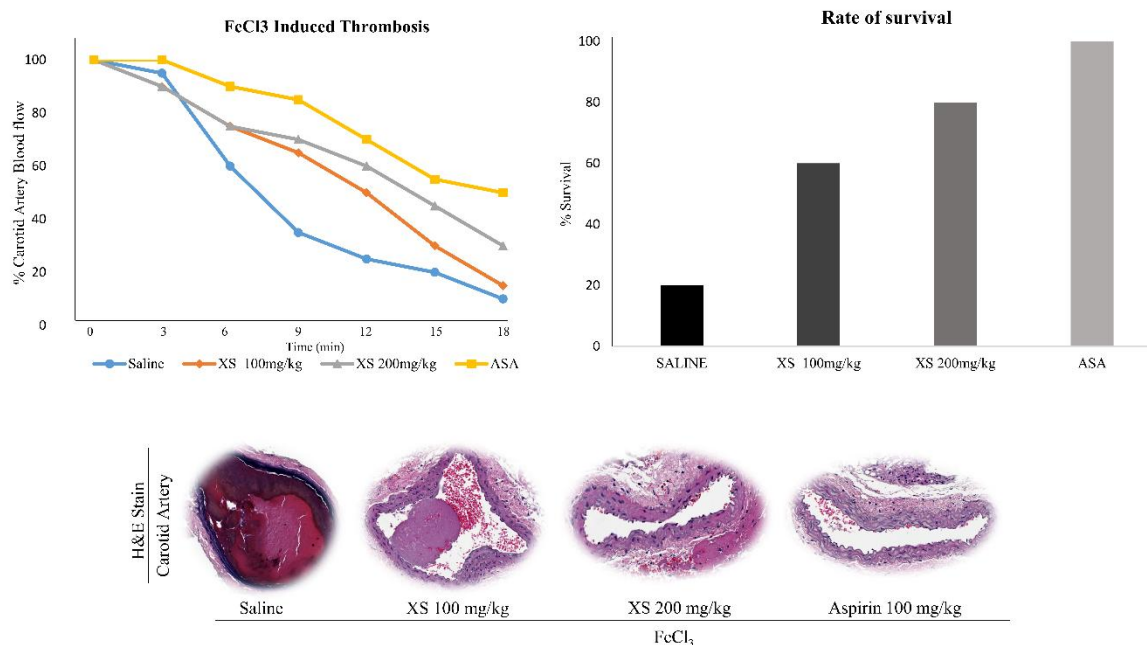 FeCl3 Induced Thrombosis
% Carotid Artery Blood flow
100
80
60
40
20
0
0 3 6 9 12 15 18
Time (min)
Saline XS 100mg/kg XS 200mg/kg ASA
Rate of survival
% Survival
100
80
60
40
20
0
SALINE XS 100mg/kg XS 200mg/kg ASA
H&E Stain
Carotid Artery
Saline XS 100 mg/kg XS 200 mg/kg Aspirin 100 mg/kg
FeCl₃